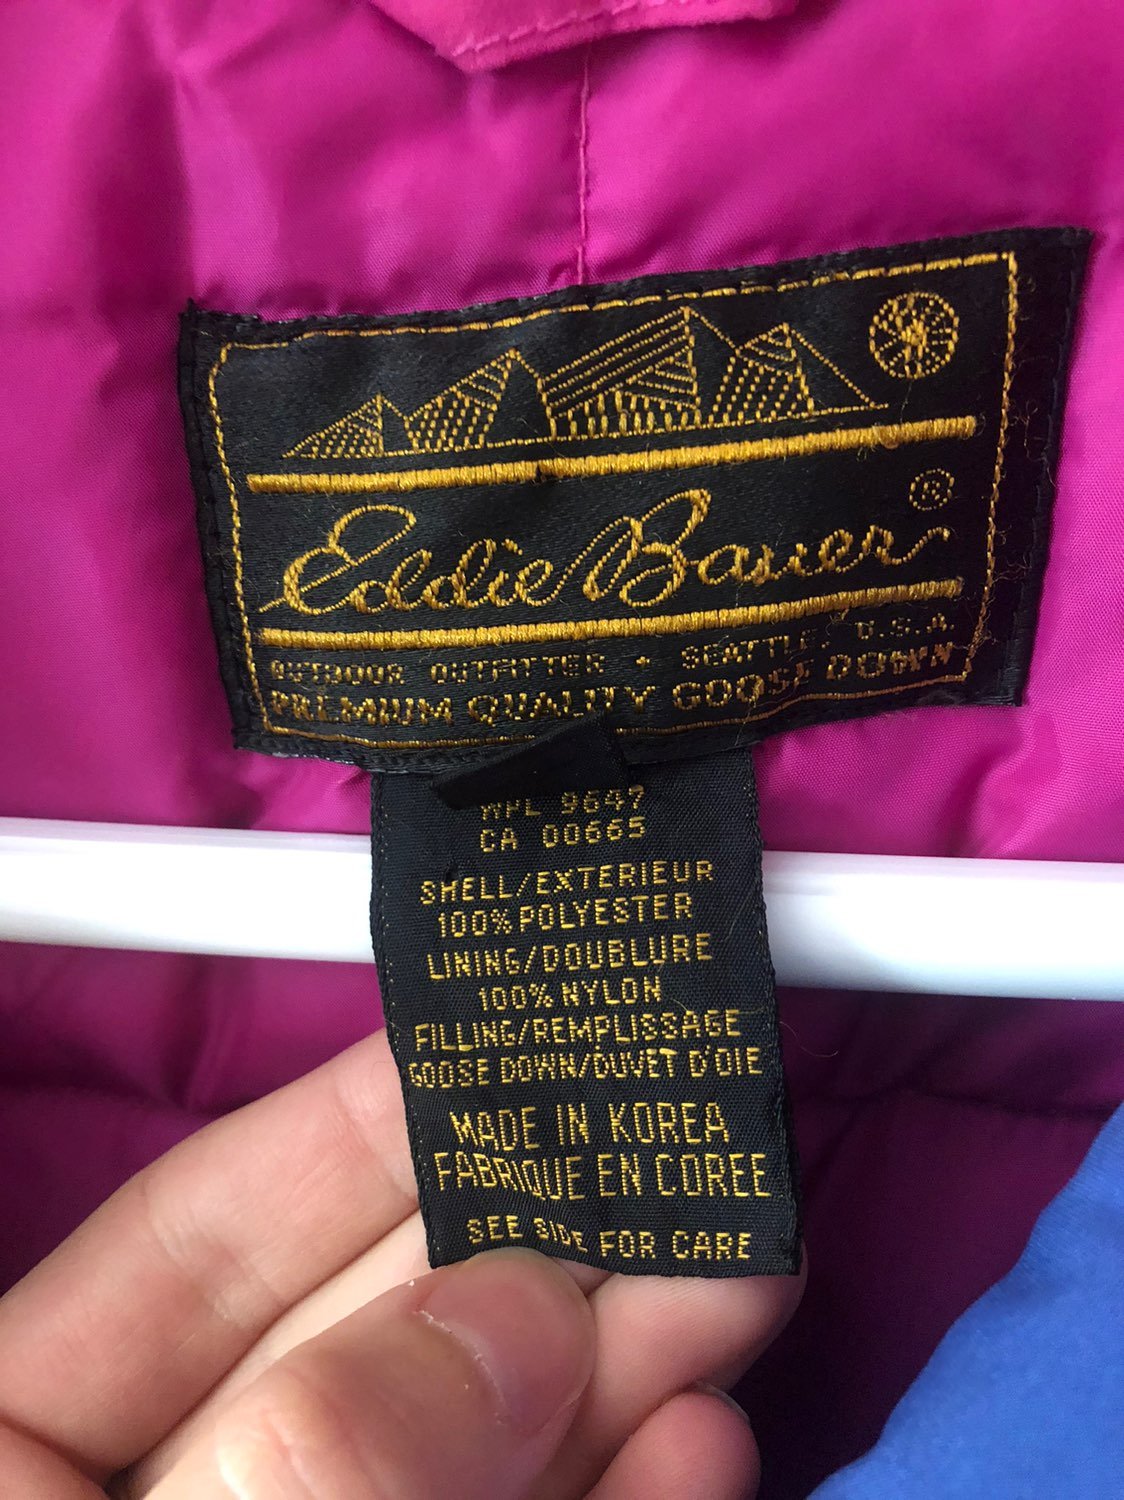 Eddie Bauer ®
OUTDOOR OUTFITTER • SEATTLE, U.S.A.
PREMIUM QUALITY GOOSE DOWN
WPL 9647
CA 00665
SHELL/EXTERIEUR
100% POLYESTER
LINING/DOUBLURE
100% NYLON
FILLING/REMPLISSAGE
GOOSE DOWN/DUVET D'OIE
MADE IN KOREA
FABRIQUE EN COREE
SEE SIDE FOR CARE